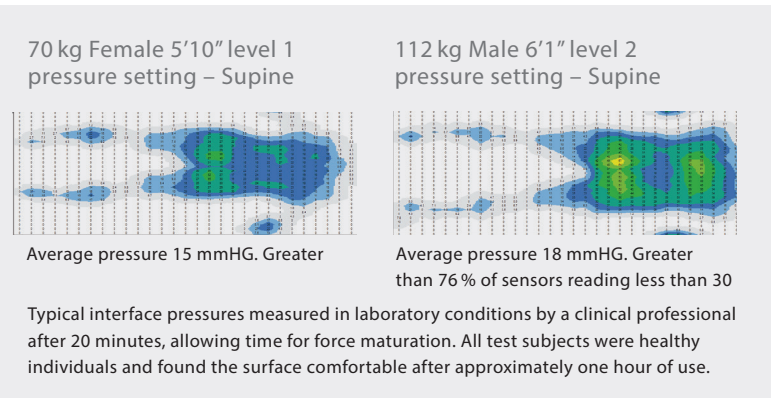 70 kg Female 5’10” level 1
pressure setting – Supine
Average pressure 15 mmHG. Greater
112 kg Male 6’1” level 2
pressure setting – Supine
Average pressure 18 mmHG. Greater
than 76 % of sensors reading less than 30
Typical interface pressures measured in laboratory conditions by a clinical professional
after 20 minutes, allowing time for force maturation. All test subjects were healthy
individuals and found the surface comfortable after approximately one hour of use.